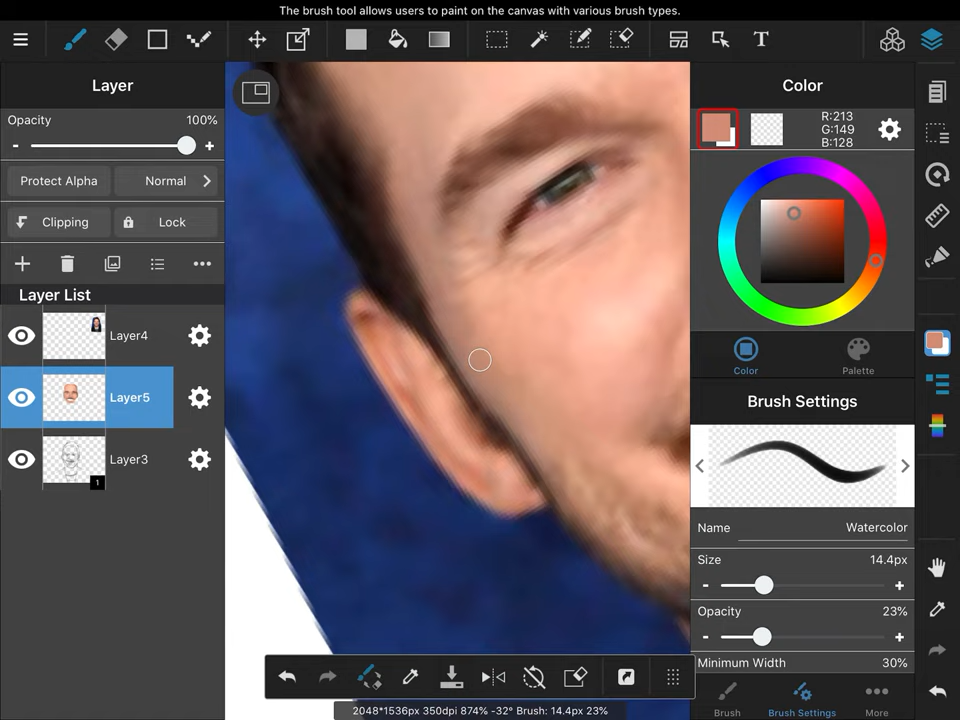 The brush tool allows users to paint on the canvas with various brush types.
T
Layer
Opacity 100%
- +
Protect Alpha Normal
Clipping Lock
Layer List
Layer4
Layer5
Layer3
1
Color
R:213
G:149
B:128
Color Palette
Brush Settings
Name Watercolor
Size 14.4px
- +
Opacity 23%
- +
Minimum Width 30%
Brush Brush Settings More
2048*1536px 350dpi 874% -32° Brush: 14.4px 23%